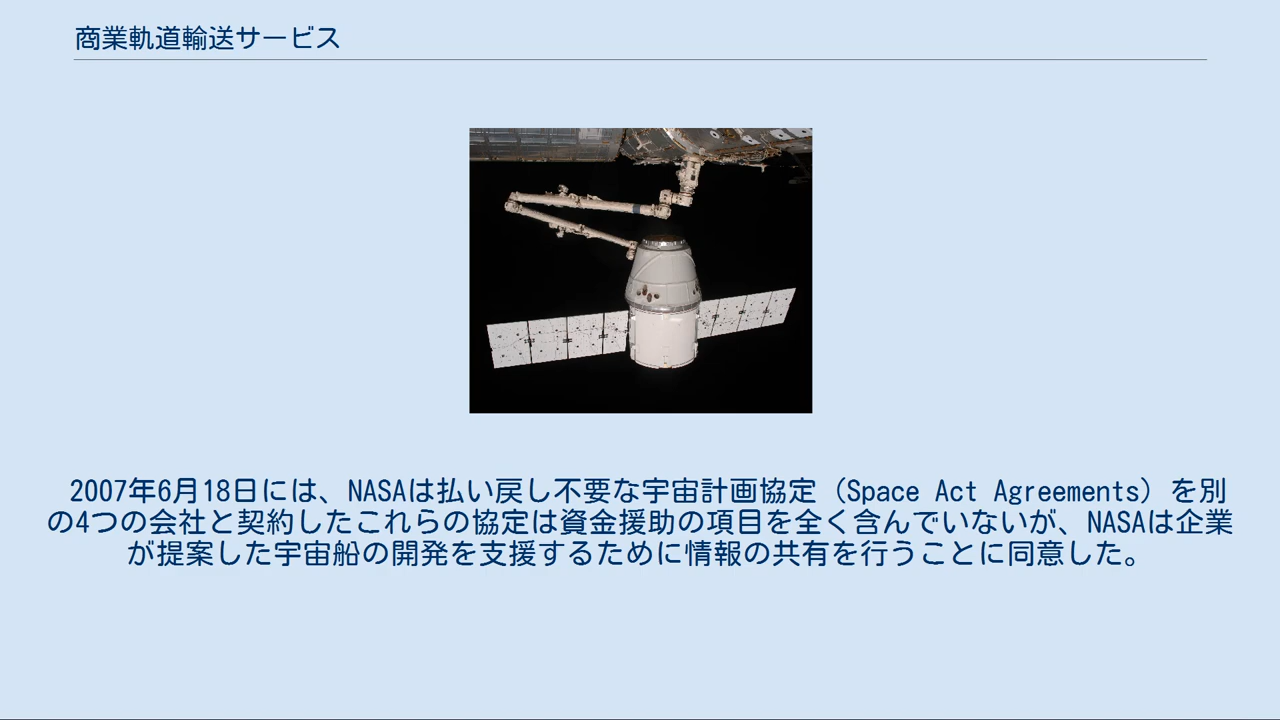 商業軌道輸送サービス
2007年6月18日には、NASAは払い戻し不要な宇宙計画協定（Space Act Agreements）を別
の4つの会社と契約したこれらの協定は資金援助の項目を全く含んでいないが、NASAは企業
が提案した宇宙船の開発を支援するために情報の共有を行うことに同意した。